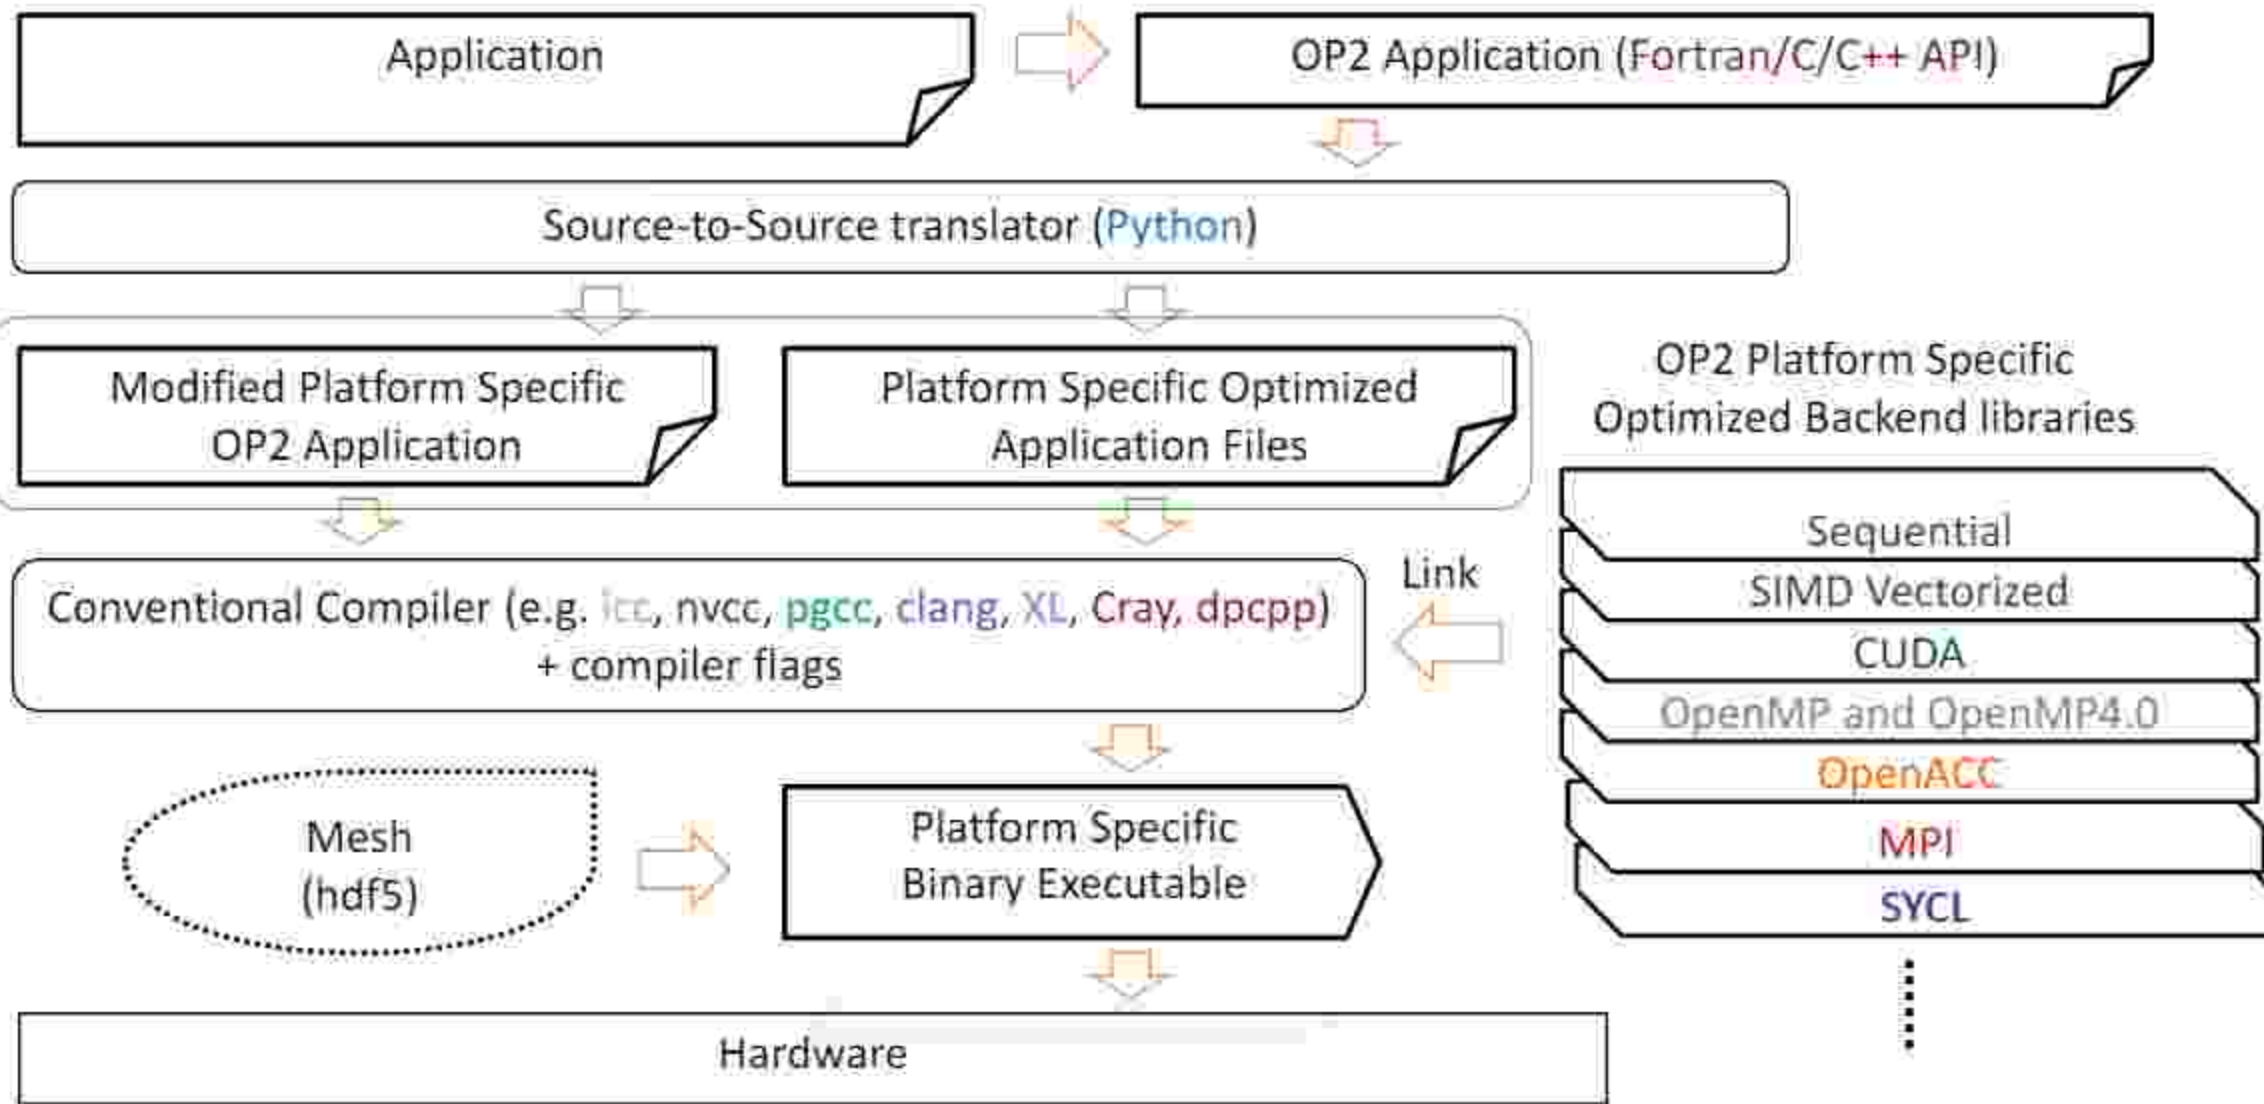 Application
OP2 Application (Fortran/C/C++ API)
Source-to-Source translator (Python)
Modified Platform Specific
OP2 Application
Platform Specific Optimized
Application Files
OP2 Platform Specific
Optimized Backend libraries
Sequential
SIMD Vectorized
CUDA
OpenMP and OpenMP4.0
OpenACC
MPI
SYCL
Link
Conventional Compiler (e.g. icc, nvcc, pgcc, clang, XL, Cray, dpcpp)
+ compiler flags
Mesh
(hdf5)
Platform Specific
Binary Executable
Hardware